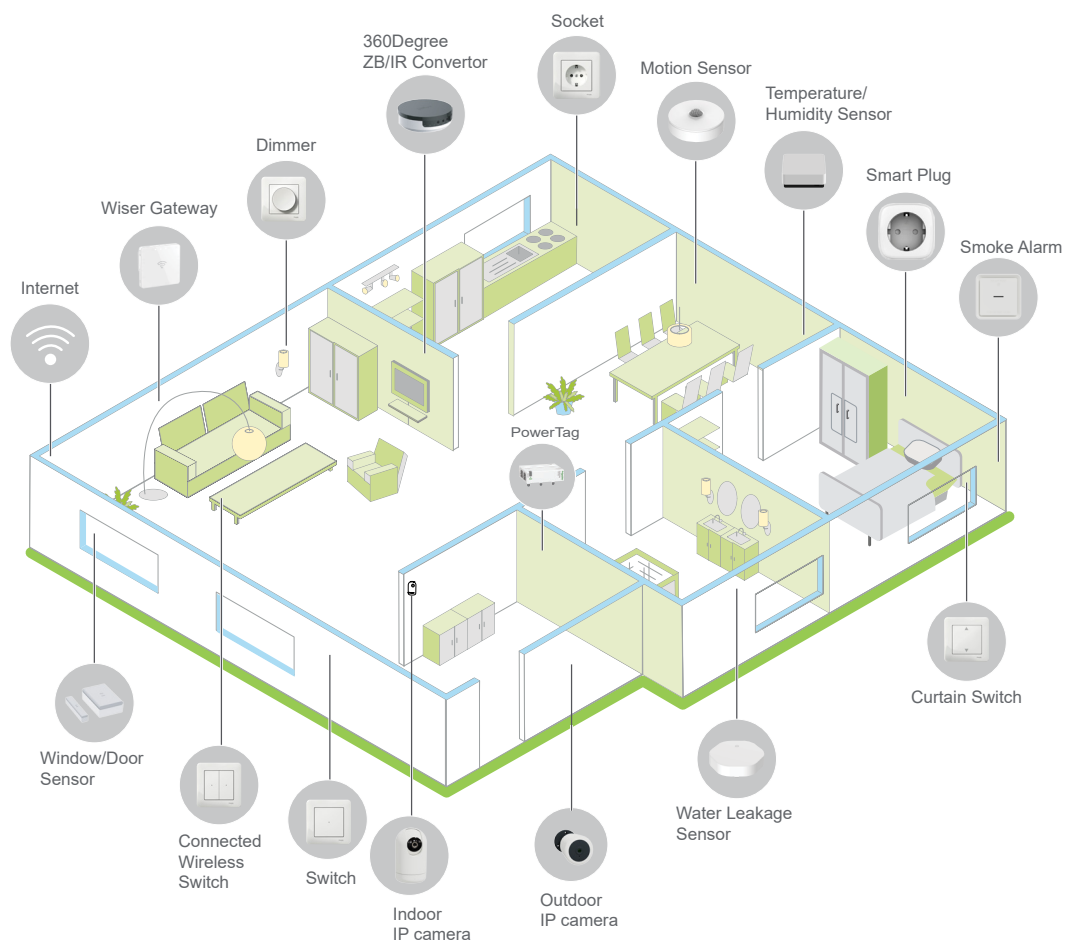 Socket
360Degree
ZB/IR Convertor
Motion Sensor
Temperature/
Humidity Sensor
Dimmer
Smart Plug
Wiser Gateway
Smoke Alarm
Internet
PowerTag
Curtain Switch
Window/Door
Sensor
Water Leakage
Sensor
Connected
Wireless
Switch
Switch
Indoor
IP camera
Outdoor
IP camera